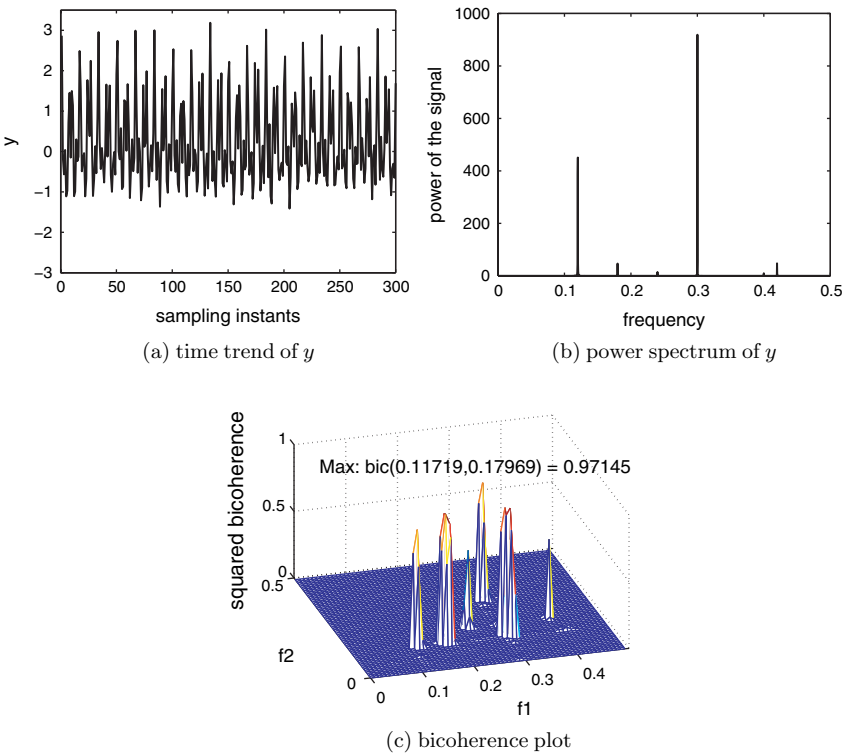 3
2
1
0
−1
−2
−3
y
0 50 100 150 200 250 300
sampling instants
(a) time trend of y
1000
800
600
400
200
0
power of the signal
0 0.1 0.2 0.3 0.4 0.5
frequency
(b) power spectrum of y
squared bicoherence
1
0.5
0
Max: bic(0.11719,0.17969) = 0.97145
0.5
0
f2
0 0.1 0.2 0.3 0.4
f1
(c) bicoherence plot